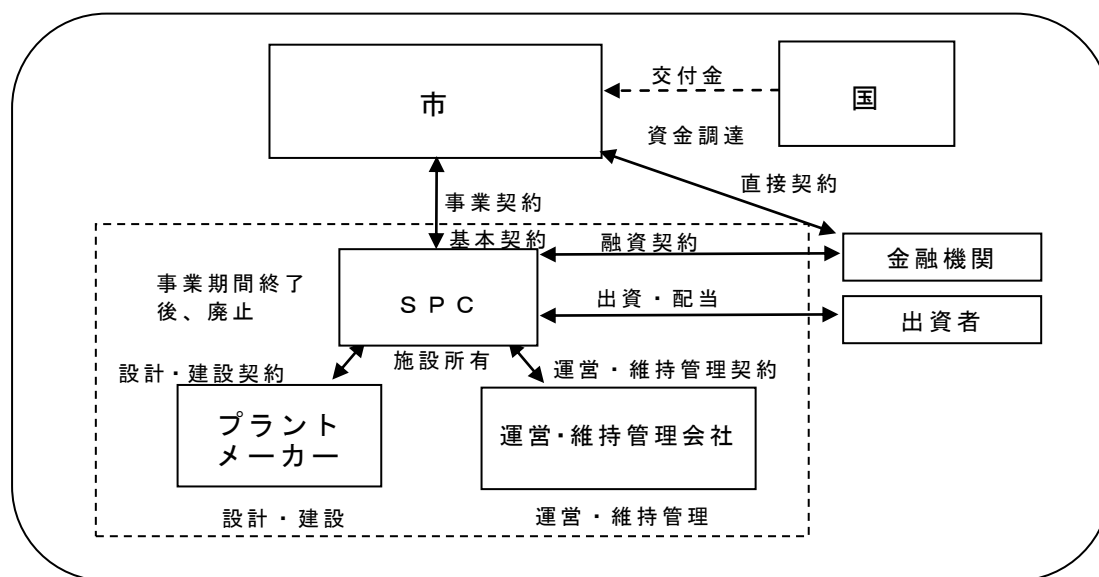 市
交付金
国
資金調達
直接契約
事業契約
基本契約
融資契約
金融機関
事業期間終了
後、廃止
ＳＰＣ
出資・配当
出資者
施設所有
設計・建設契約
運営・維持管理契約
プラント
メーカー
運営・維持管理会社
設計・建設
運営・維持管理